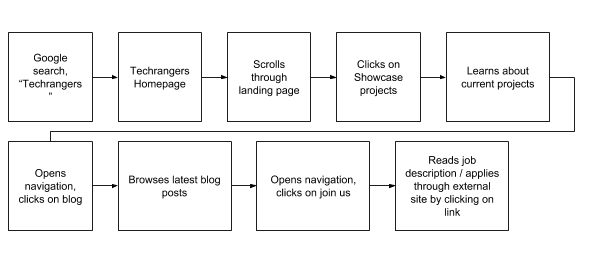 Google
search,
“Techrangers
”
Techrangers
Homepage
Scrolls
through
landing page
Clicks on
Showcase
projects
Learns about
current projects
Opens
navigation,
clicks on blog
Browses latest blog
posts
Opens navigation,
clicks on join us
Reads job
description / applies
through external
site by clicking on
link